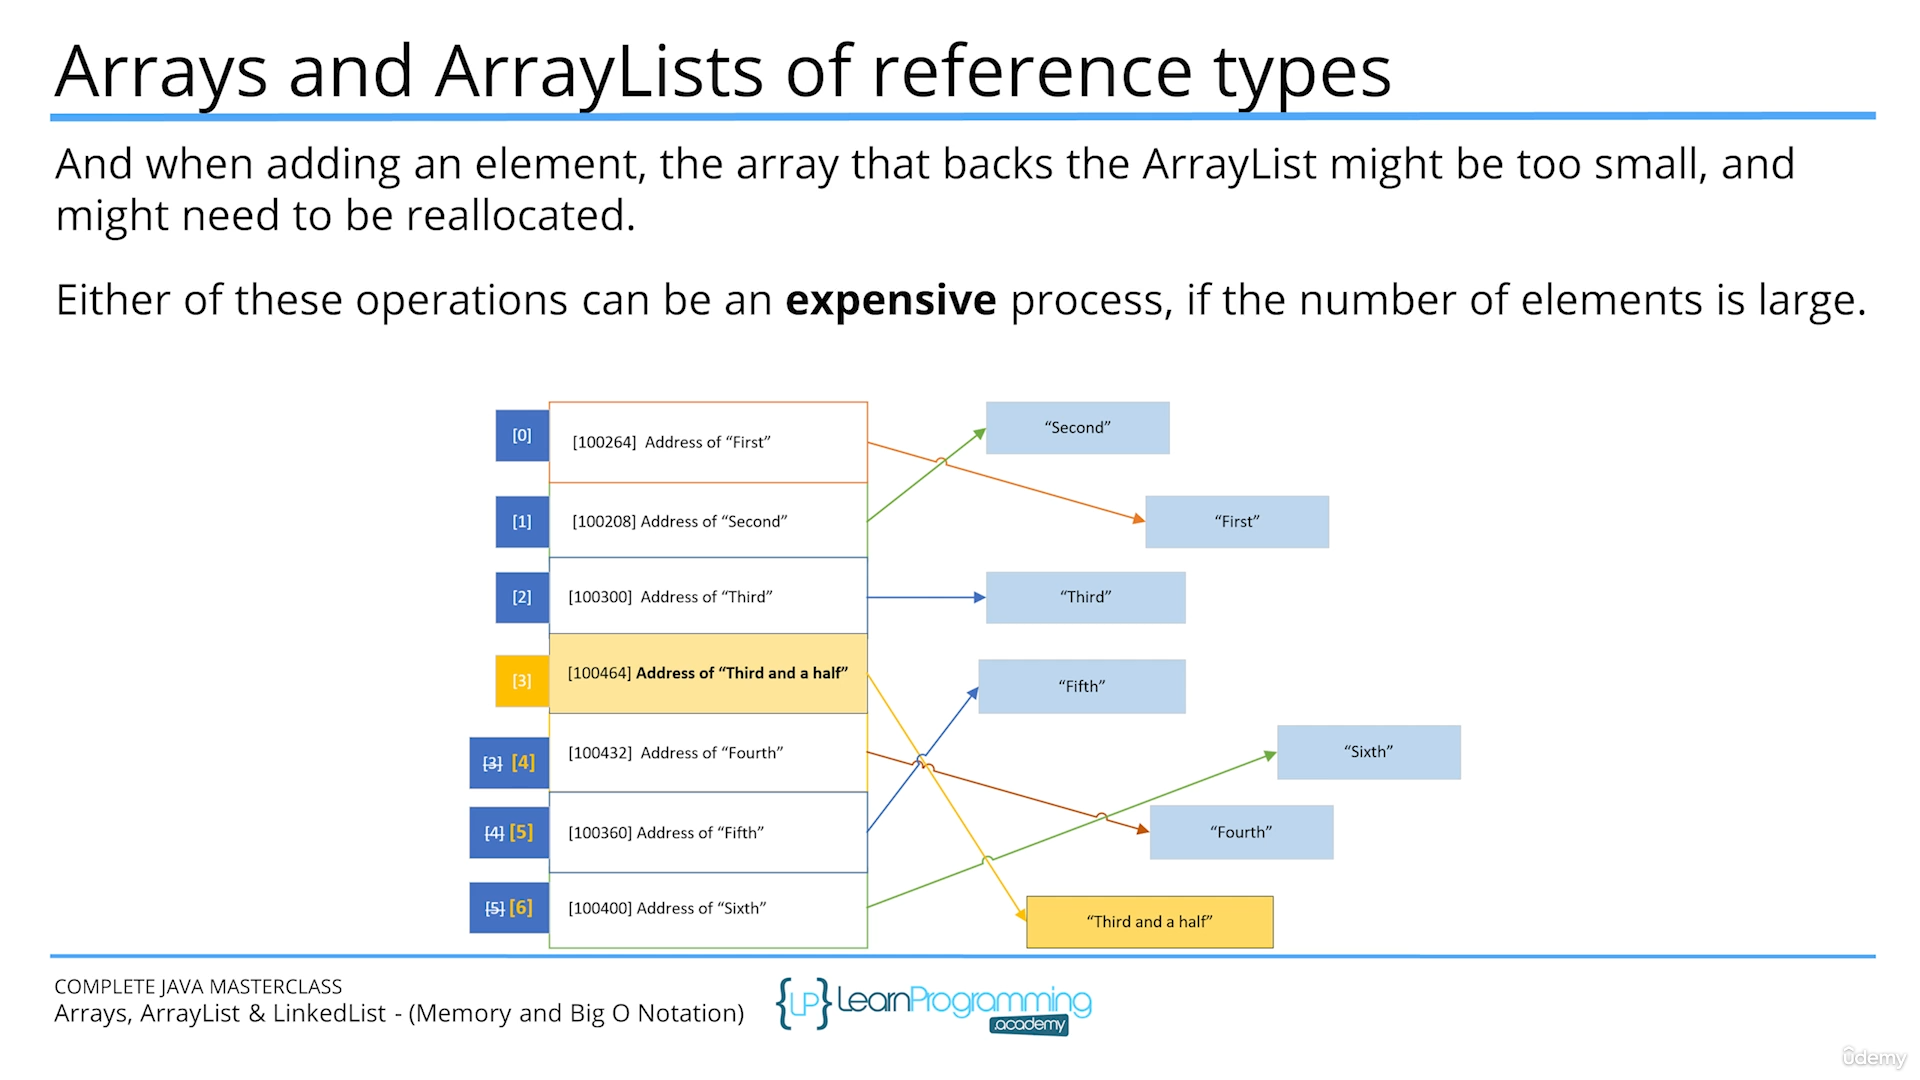 Arrays and ArrayLists of reference types
And when adding an element, the array that backs the ArrayList might be too small, and
might need to be reallocated.
Either of these operations can be an expensive process, if the number of elements is large.
[0] [100264] Address of “First”
“Second”
[1] [100208] Address of “Second”
“First”
[2] [100300] Address of “Third”
“Third”
[3] [100464] Address of “Third and a half”
“Fifth”
[3] [4] [100432] Address of “Fourth”
“Sixth”
[4] [5] [100360] Address of “Fifth”
“Fourth”
[5] [6] [100400] Address of “Sixth”
“Third and a half”
COMPLETE JAVA MASTERCLASS
Arrays, ArrayList & LinkedList - (Memory and Big O Notation)
{LP} LearnProgramming
.academy
ûdemy